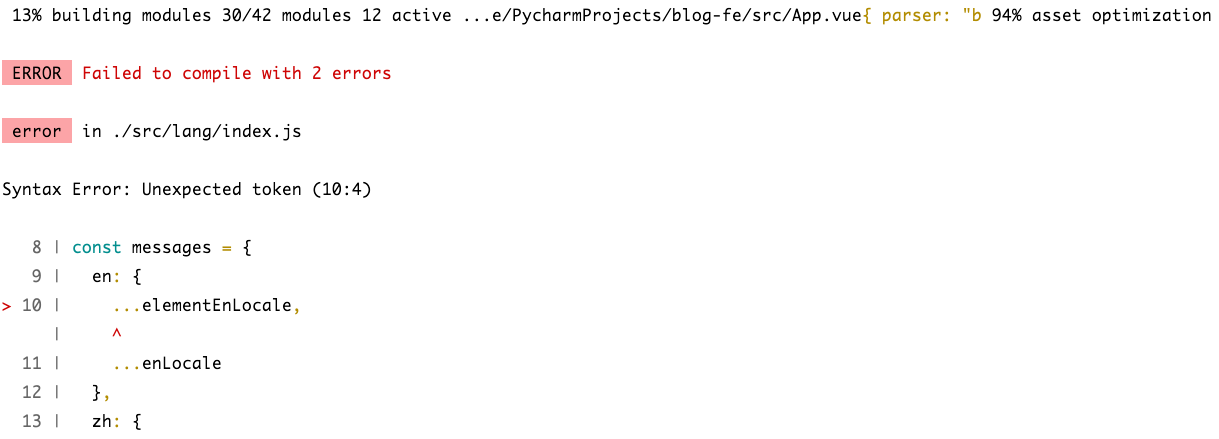 13% building modules 30/42 modules 12 active ...e/PycharmProjects/blog-fe/src/App.vue{ parser: "b 94% asset optimization
ERROR Failed to compile with 2 errors
error in ./src/lang/index.js
Syntax Error: Unexpected token (10:4)
8 | const messages = {
9 | en: {
> 10 | ...elementEnLocale,
| ^
11 | ...enLocale
12 | },
13 | zh: {